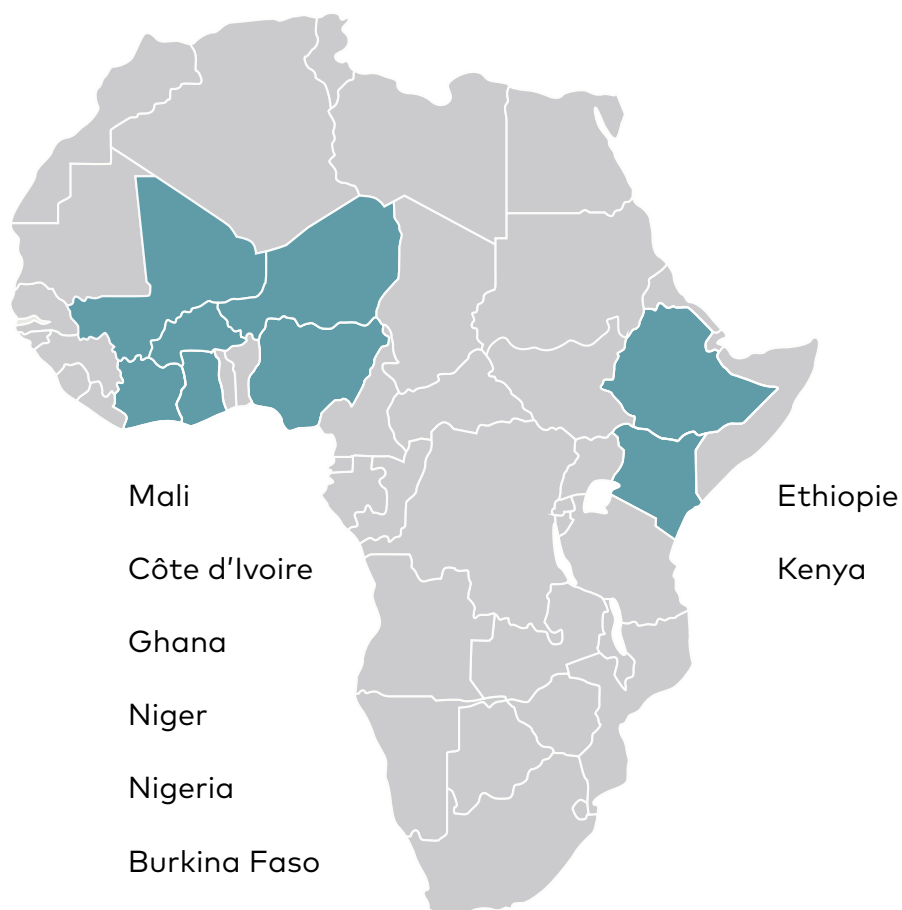 Mali
Côte d’Ivoire
Ghana
Niger
Nigeria
Burkina Faso
Ethiopie
Kenya